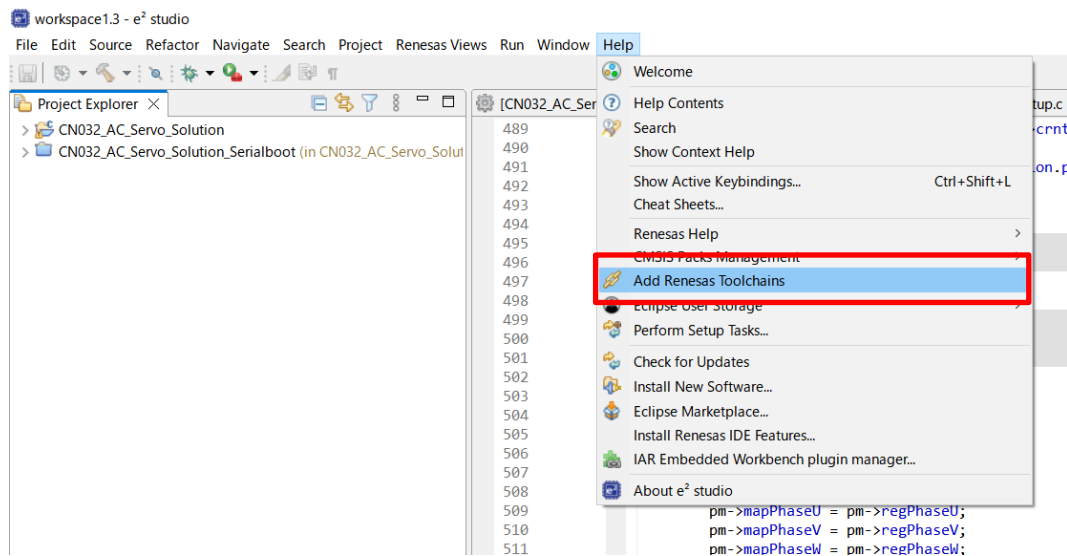 workspace1.3 - e² studio
File Edit Source Refactor Navigate Search Project Renesas Views Run Window Help
Project Explorer
CN032_AC_Servo_Solution
CN032_AC_Servo_Solution_Serialboot (in CN032_AC_Servo_Solut
[CN032_AC_Ser
tup.c
489
490
491
492
493
494
495
496
497
498
499
500
501
502
503
504
505
506
507
508
509
510
511
crnt
on.p
Welcome
Help Contents
Search
Show Context Help
Show Active Keybindings... Ctrl+Shift+L
Cheat Sheets...
Renesas Help
CMSIS Packs Management
Add Renesas Toolchains
Eclipse User Storage
Perform Setup Tasks...
Check for Updates
Install New Software...
Eclipse Marketplace...
Install Renesas IDE Features...
IAR Embedded Workbench plugin manager...
About e² studio
pm->mapPhaseU = pm->regPhaseU;
pm->mapPhaseV = pm->regPhaseV;
pm->mapPhaseW = pm->regPhaseW;